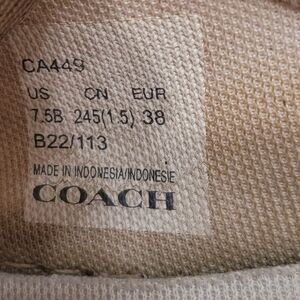 CA449
US CN EUR
7.5B 245(1.5) 38
B22/113
MADE IN INDONESIA/INDONESIE
COACH